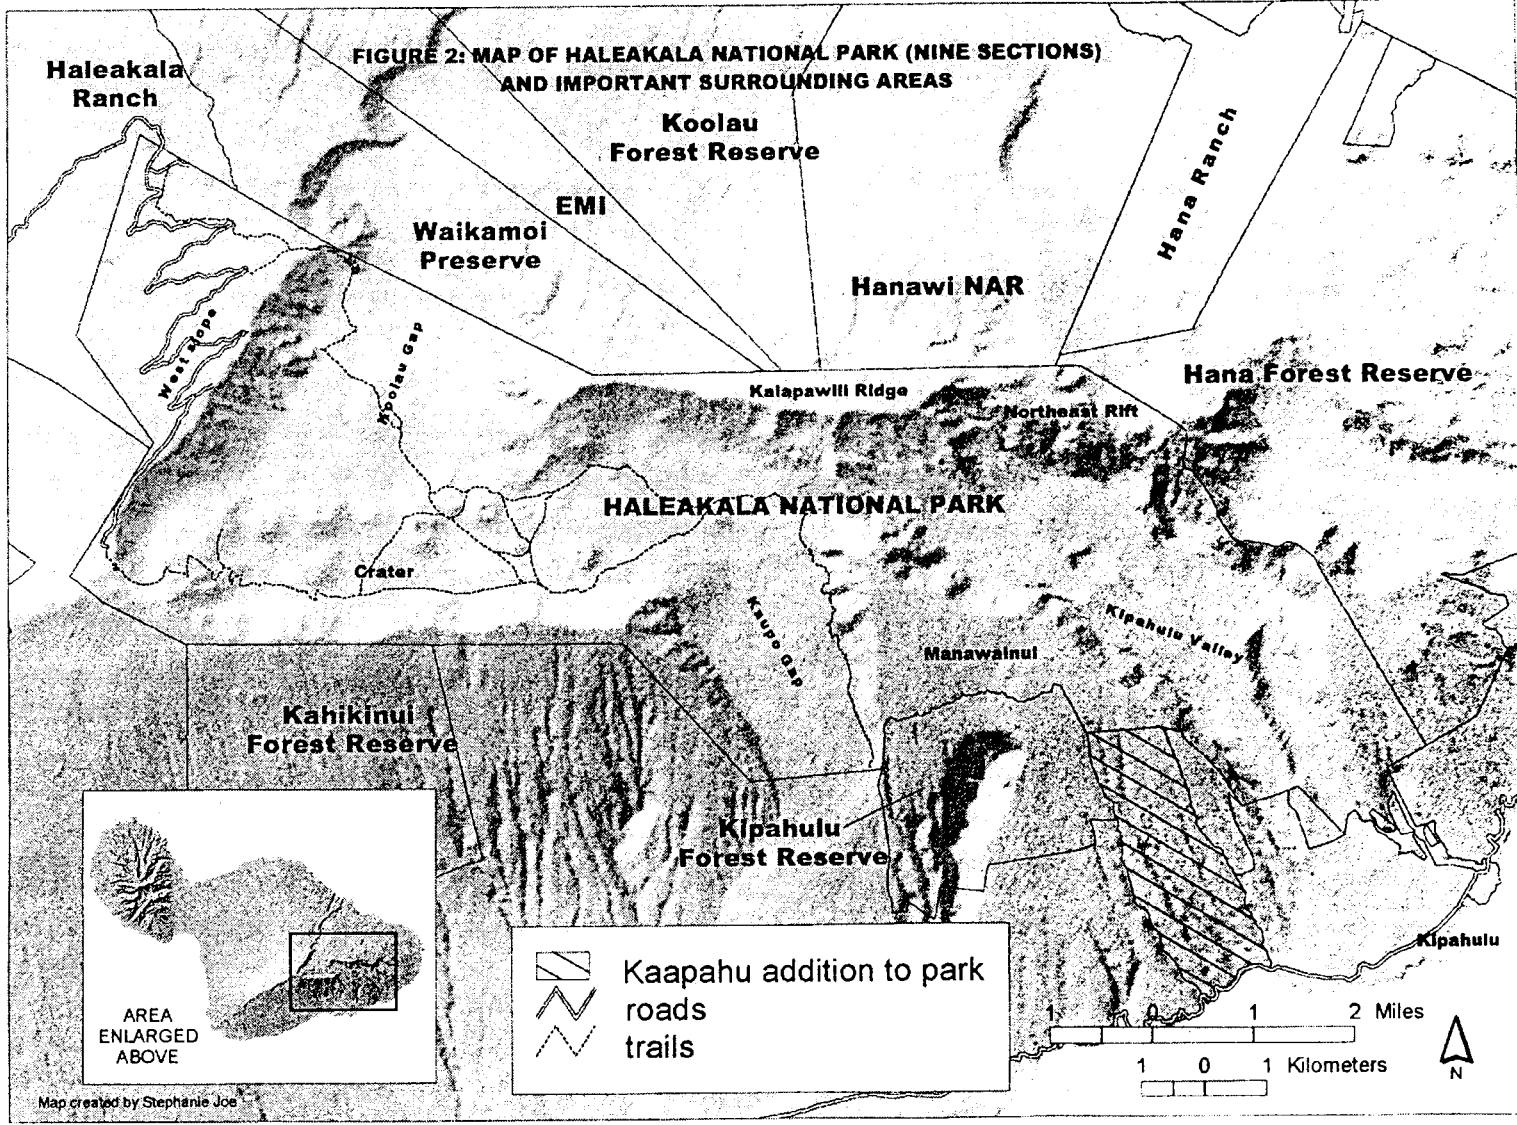 FIGURE 2: MAP OF HALEAKALA NATIONAL PARK (NINE SECTIONS)
AND IMPORTANT SURROUNDING AREAS
Haleakala
Ranch
Koolau
Forest Reserve
Hana Ranch
EMI
Waikamoi
Preserve
Hanawi NAR
West slope
Koolau Gap
Kalapawili Ridge
Northeast Rift
Hana Forest Reserve
HALEAKALA NATIONAL PARK
Crater
Kaupo Gap
Kipahulu Valley
Manawainui
Kahikinui
Forest Reserve
Kipahulu
Forest Reserve
Kipahulu
AREA
ENLARGED
ABOVE
Kaapahu addition to park
roads
trails
1 0 1 2 Miles
1 0 1 Kilometers
N
Map created by Stephanie Joe